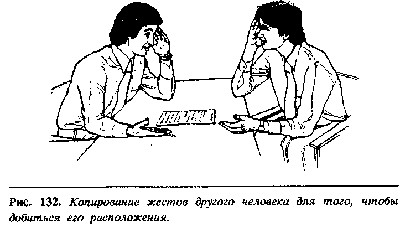 Рис. 132. Копирование жестов другого человека для того, чтобы
добиться его расположения.